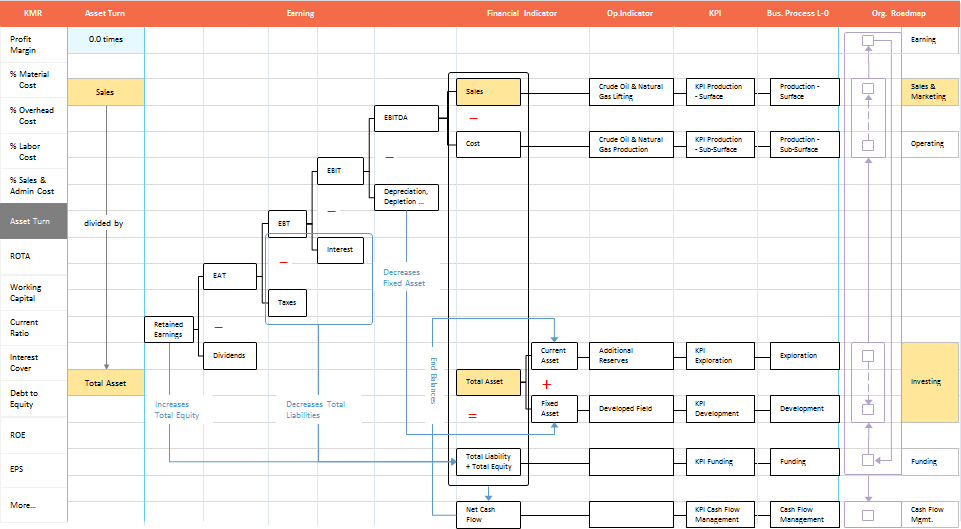 KMR
Asset Turn
Earning
Financial Indicator
Op.Indicator
KPI
Bus. Process L-0
Org. Roadmap
Profit
Margin
% Material
Cost
% Overhead
Cost
% Labor
Cost
% Sales &
Admin Cost
Asset Turn
ROTA
Working
Capital
Current
Ratio
Interest
Cover
Debt to
Equity
ROE
EPS
More...
0.0 times
Sales
divided by
Total Asset
Retained
Earnings
EAT
–
Dividends
EBT
–
Taxes
EBIT
–
Interest
EBITDA
–
Depreciation,
Depletion ...
Increases
Total Equity
Decreases Total
Liabilities
Decreases
Fixed Asset
End Balances
Sales
–
Cost
Total Asset
=
Current
Asset
+
Fixed
Asset
Total Liability
+ Total Equity
Net Cash
Flow
Crude Oil & Natural
Gas Lifting
Crude Oil & Natural
Gas Production
Additional
Reserves
Developed Field
KPI Production
- Surface
KPI Production
- Sub-Surface
KPI
Exploration
KPI
Development
KPI Funding
KPI Cash Flow
Management
Production -
Surface
Production -
Sub-Surface
Exploration
Development
Funding
Cash Flow
Management
Earning
Sales &
Marketing
Operating
Investing
Funding
Cash Flow
Mgmt.